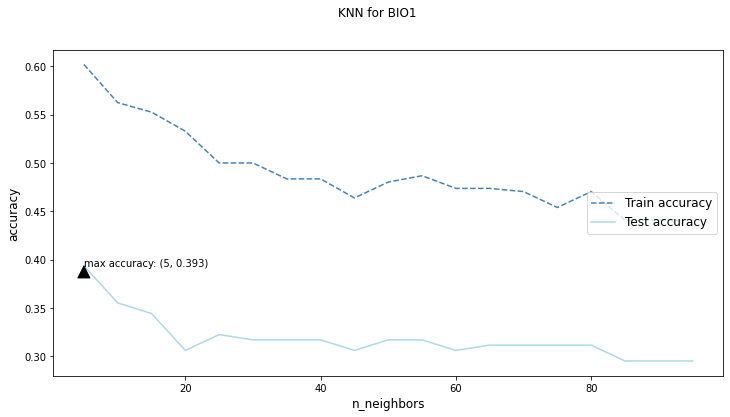 KNN for BIO1
accuracy
0.60
0.55
0.50
0.45
0.40
0.35
0.30
max accuracy: (5, 0.393)
Train accuracy
Test accuracy
20
40
60
80
n_neighbors